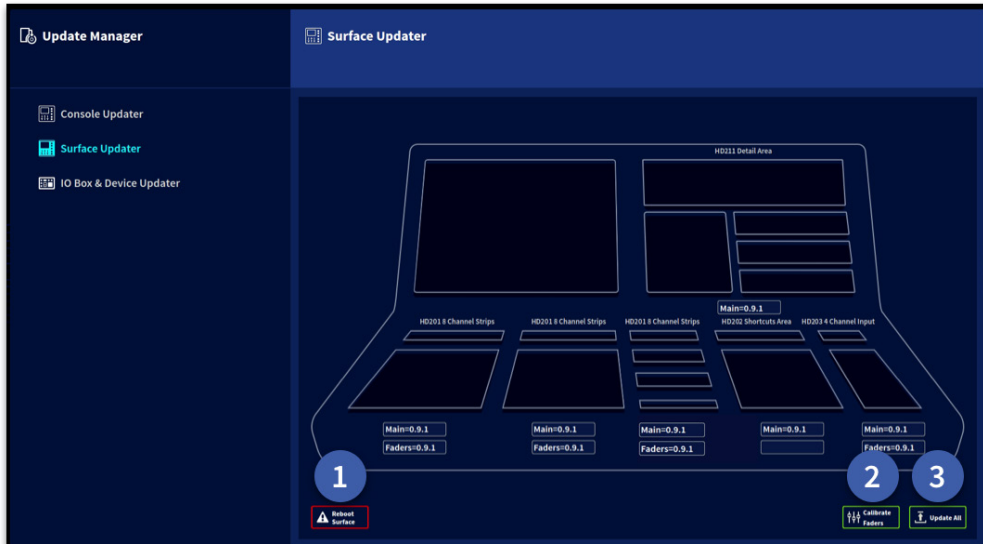 Update Manager
Surface Updater
Console Updater
Surface Updater
IO Box & Device Updater
HD211 Detail Area
Main=0.9.1
HD201 8 Channel Strips
HD201 8 Channel Strips
HD201 8 Channel Strips
HD202 Shortcuts Area
HD203 4 Channel Input
Main=0.9.1
Main=0.9.1
Main=0.9.1
Main=0.9.1
Main=0.9.1
Faders=0.9.1
Faders=0.9.1
Faders=0.9.1
Faders=0.9.1
1
2
3
Reboot
Surface
Calibrate
Faders
Update All